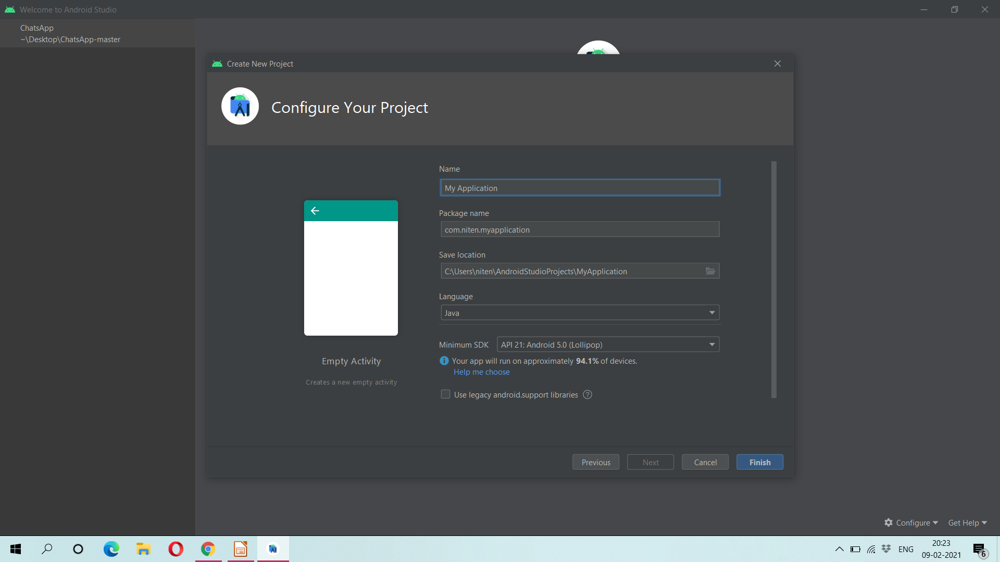 Welcome to Android Studio
ChatsApp
~\Desktop\ChatsApp-master
Create New Project
Configure Your Project
Name
My Application
Package name
com.niten.myapplication
Save location
C:\Users\niten\AndroidStudioProjects\MyApplication
Language
Java
Minimum SDK API 21: Android 5.0 (Lollipop)
Your app will run on approximately 94.1% of devices.
Help me choose
Use legacy android.support libraries ?
Empty Activity
Creates a new empty activity
Previous Next Cancel Finish
Configure Get Help
ENG
20:23
09-02-2021
6